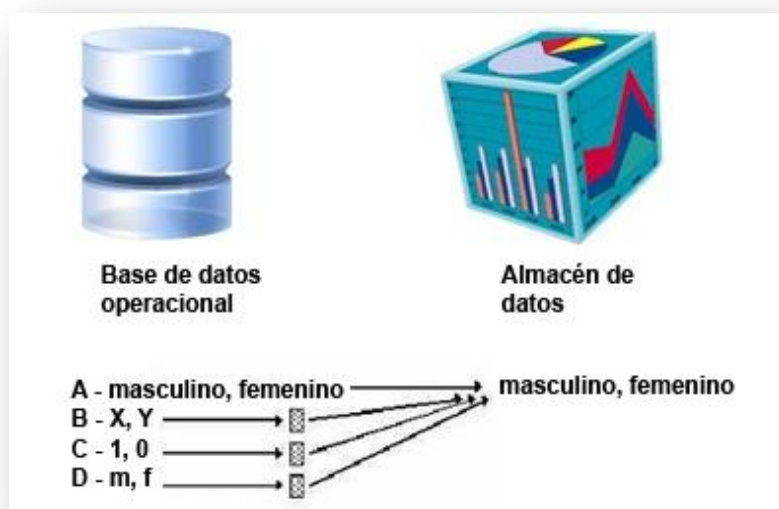 Base de datos
operacional
Almacén de
datos
A - masculino, femenino
masculino, femenino
B - X, Y
C - 1, 0
D - m, f